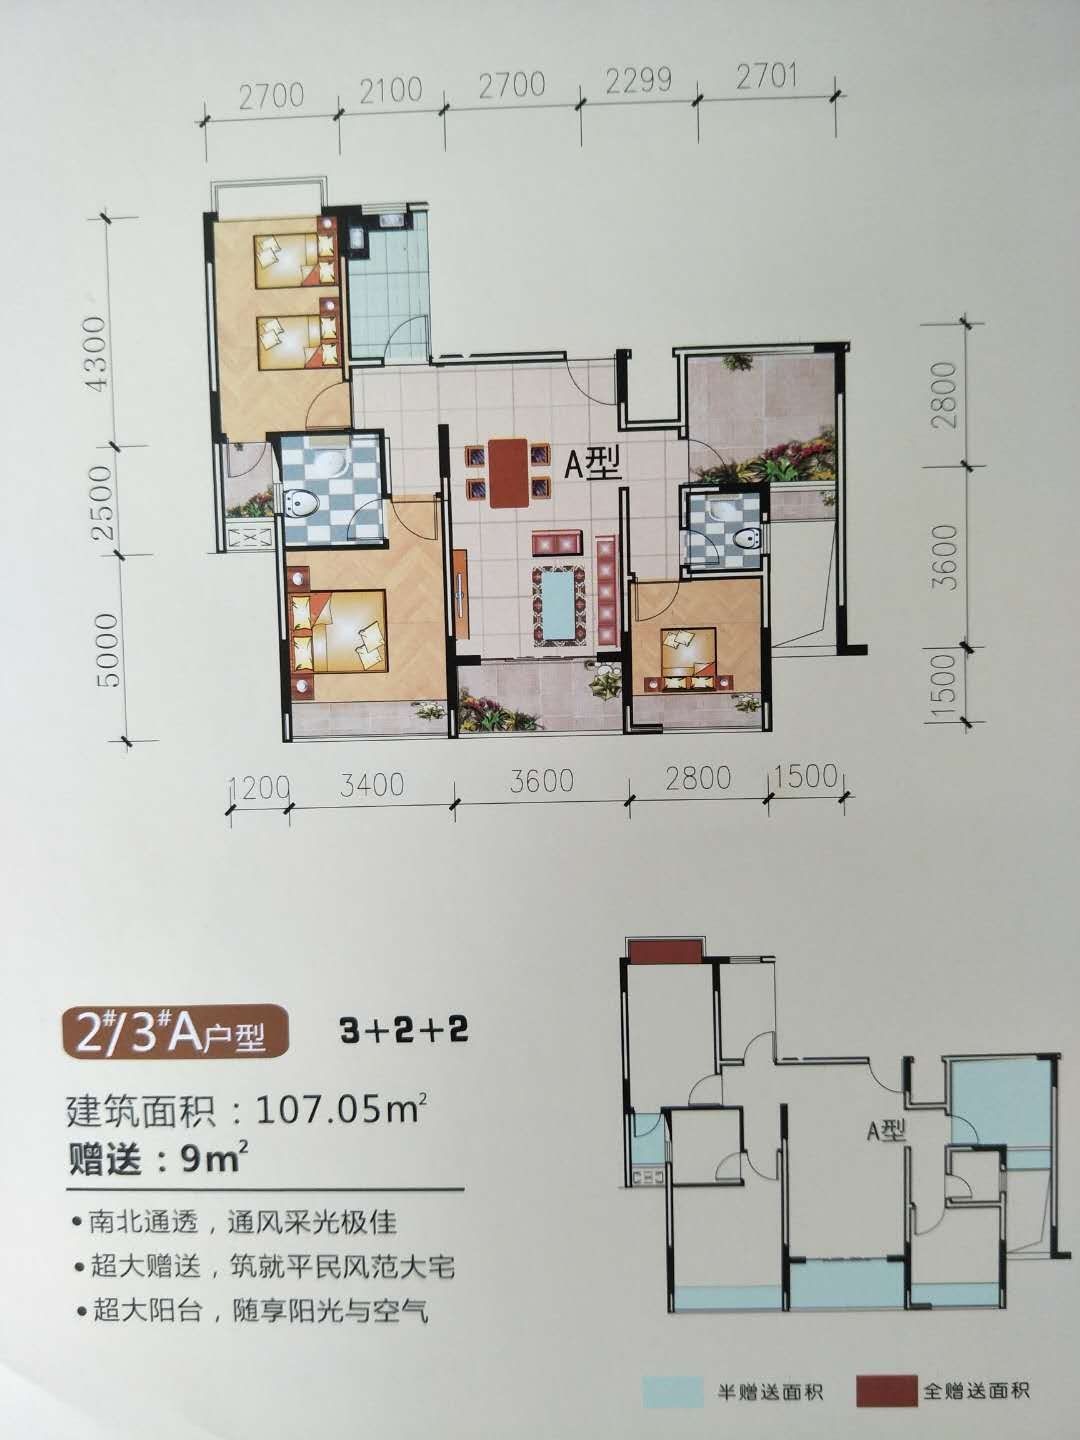 2700 2100 2700 2299 2701
4300
2500
5000
2800
3600
1500
A型
1200 3400 3600 2800 1500
2#/3#A户型 3+2+2
建筑面积：107.05m²
赠送：9m²
•南北通透，通风采光极佳
•超大赠送，筑就平民风范大宅
•超大阳台，随享阳光与空气
A型
半赠送面积 全赠送面积